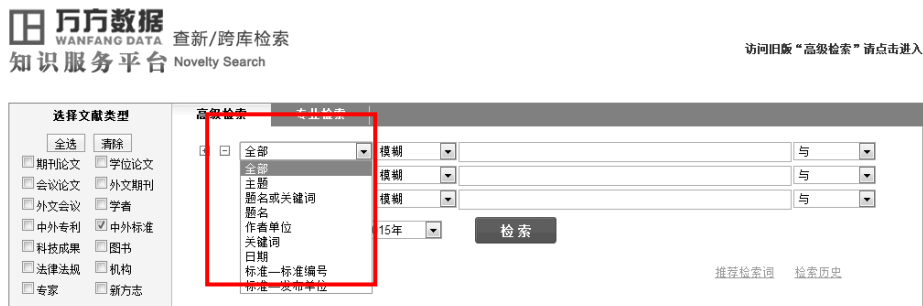 万方数据
WANFANG DATA
知识服务平台
查新/跨库检索
Novelty Search
访问旧版“高级检索”请点击进入
选择文献类型
全选 清除
期刊论文 学位论文
会议论文 外文期刊
外文会议 学者
中外专利 中外标准
科技成果 图书
法律法规 机构
专家 新方志
高级检索 专业检索
全部 模糊 与
模糊 与
模糊 与
全部
主题
题名或关键词
题名
作者单位
关键词
日期
标准—标准编号
标准—发布单位
15年 检索
推荐检索词 检索历史